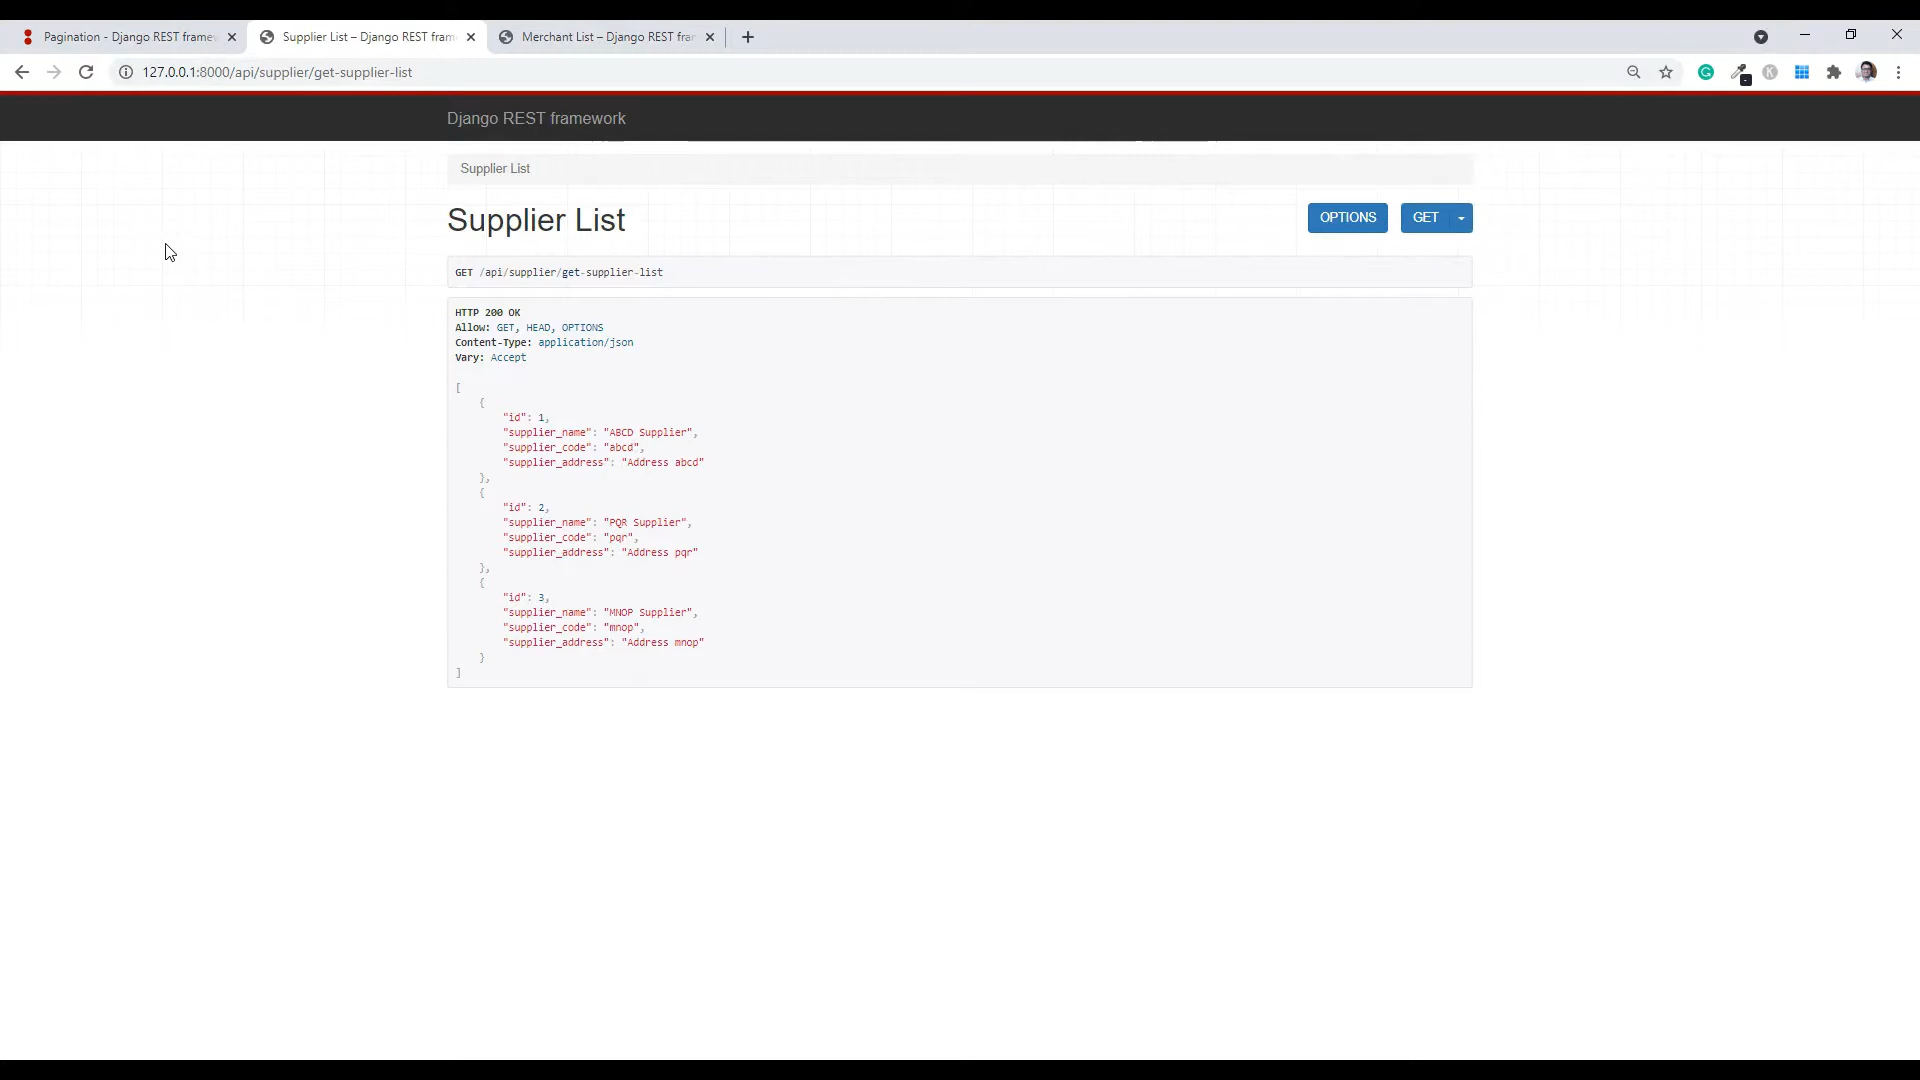 Pagination - Django REST framew
Supplier List – Django REST fram
Merchant List – Django REST fra
127.0.0.1:8000/api/supplier/get-supplier-list
Django REST framework
Supplier List
Supplier List
OPTIONS
GET
GET /api/supplier/get-supplier-list
HTTP 200 OK
Allow: GET, HEAD, OPTIONS
Content-Type: application/json
Vary: Accept
[
{
"id": 1,
"supplier_name": "ABCD Supplier",
"supplier_code": "abcd",
"supplier_address": "Address abcd"
},
{
"id": 2,
"supplier_name": "PQR Supplier",
"supplier_code": "pqr",
"supplier_address": "Address pqr"
},
{
"id": 3,
"supplier_name": "MNOP Supplier",
"supplier_code": "mnop",
"supplier_address": "Address mnop"
}
]